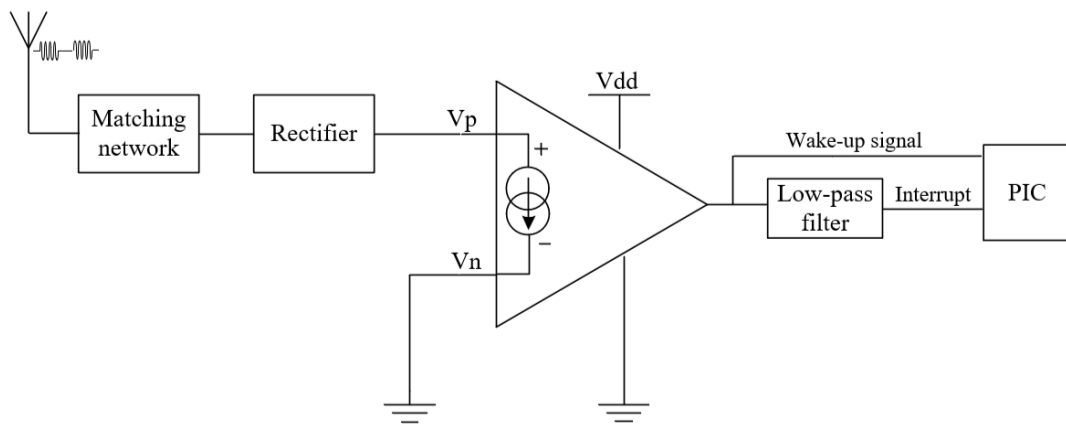 Matching
network
Rectifier
Vp
+
−
Vn
Vdd
Wake-up signal
Low-pass
filter
Interrupt
PIC